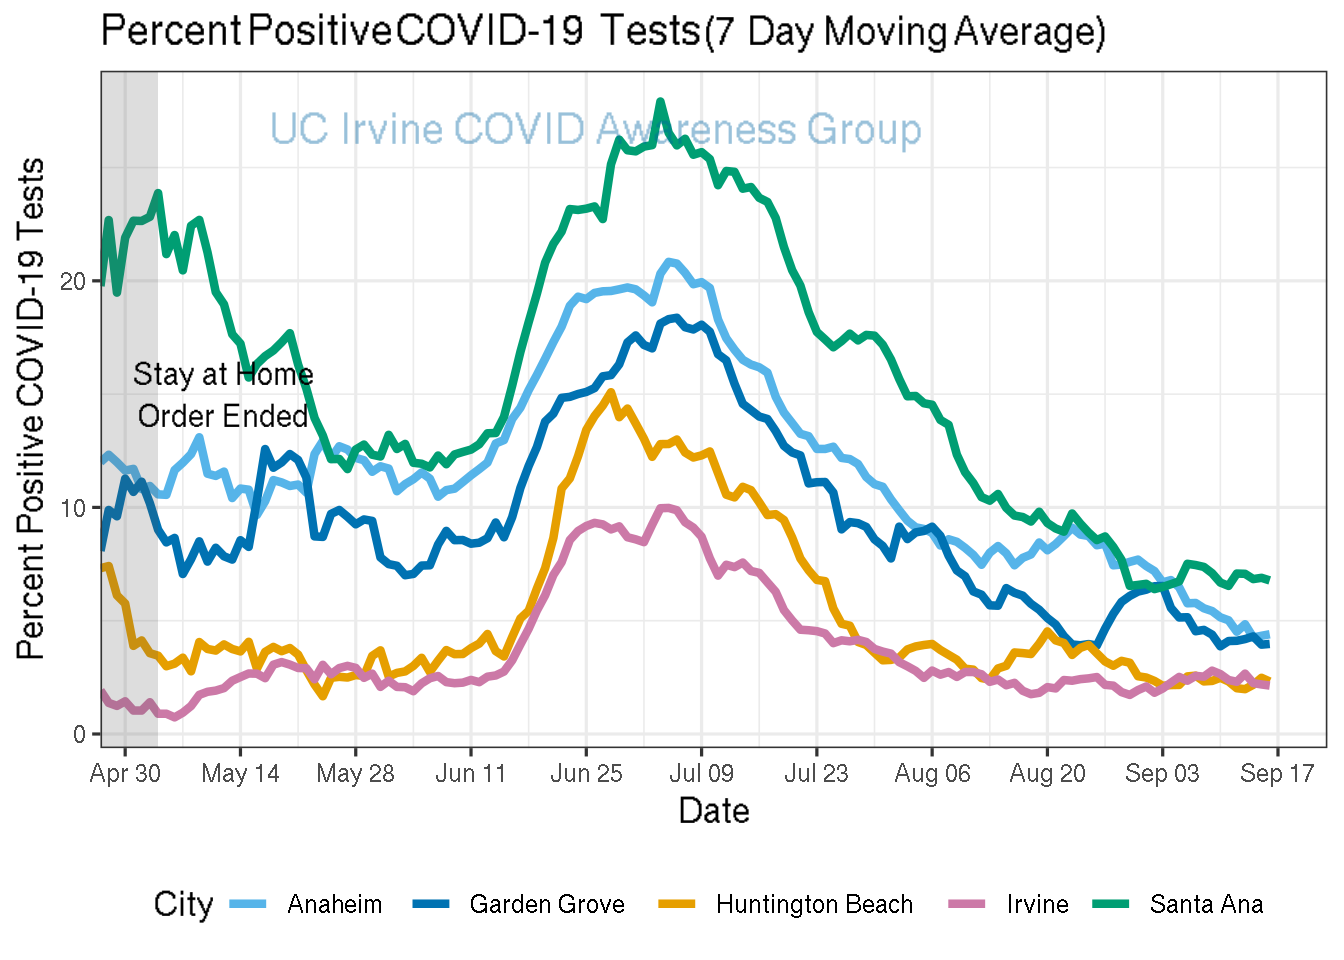 Percent Positive COVID-19 Tests (7 Day Moving Average)
UC Irvine COVID Awareness Group
Percent Positive COVID-19 Tests
20
10
0
Stay at Home
Order Ended
Apr 30 May 14 May 28 Jun 11 Jun 25 Jul 09 Jul 23 Aug 06 Aug 20 Sep 03 Sep 17
Date
City Anaheim Garden Grove Huntington Beach Irvine Santa Ana